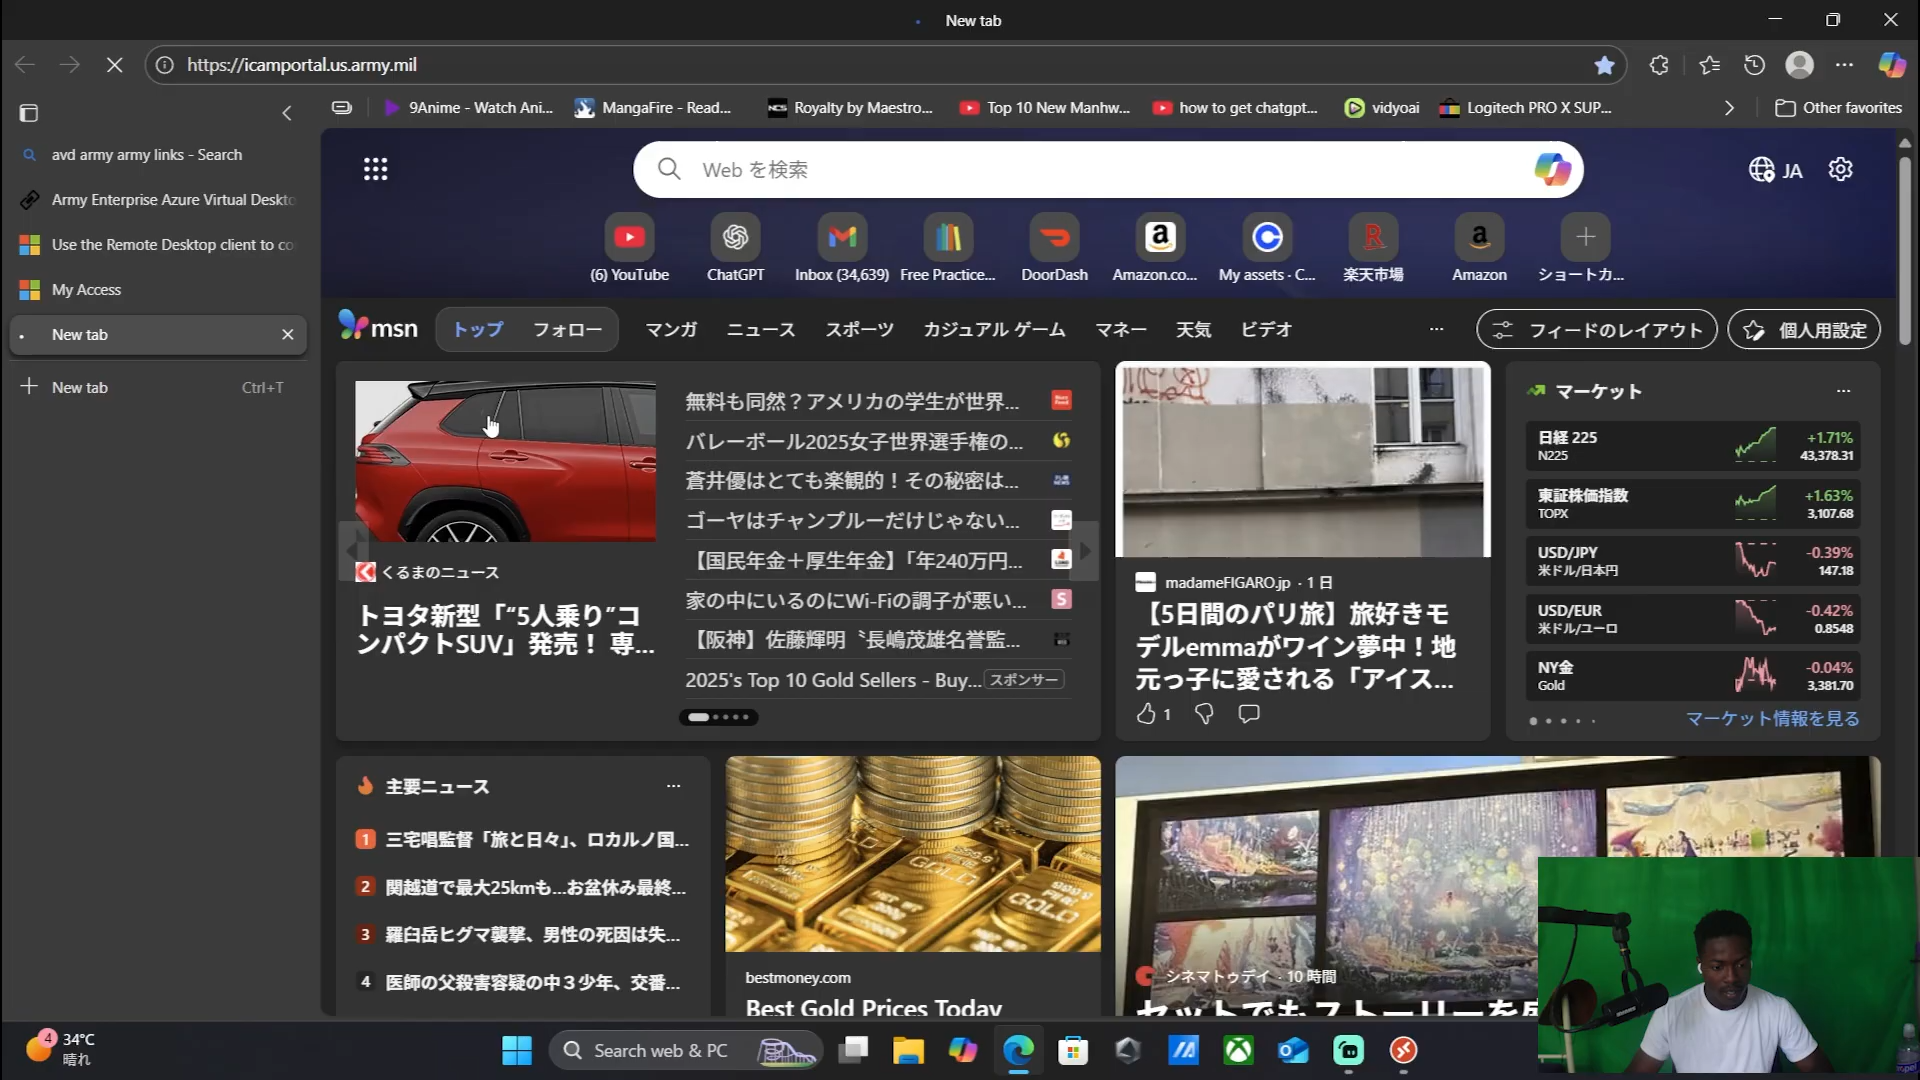 New tab
https://icamportal.us.army.mil
9Anime - Watch Ani...
MangaFire - Read...
Royalty by Maestro...
Top 10 New Manhw...
how to get chatgpt...
vidyoai
Logitech PRO X SUP...
Other favorites
avd army army links - Search
Army Enterprise Azure Virtual Deskto
Use the Remote Desktop client to co
My Access
New tab
New tab Ctrl+T
Web を検索
JA
(6) YouTube
ChatGPT
Inbox (34,639)
Free Practice...
DoorDash
Amazon.co...
My assets · C...
楽天市場
Amazon
ショートカ...
msn
トップ
フォロー
マンガ
ニュース
スポーツ
カジュアル ゲーム
マネー
天気
ビデオ
...
フィードのレイアウト
個人用設定
くるまのニュース
トヨタ新型「“5人乗り”コ
ンパクトSUV」発売！ 専...
無料も同然？アメリカの学生が世界...
バレーボール2025女子世界選手権の...
蒼井優はとても楽観的！その秘密は...
ゴーヤはチャンプルーだけじゃない...
【国民年金＋厚生年金】「年240万円...
家の中にいるのにWi-Fiの調子が悪い...
【阪神】佐藤輝明〝長嶋茂雄名誉監...
2025's Top 10 Gold Sellers - Buy... スポンサー
madameFIGARO.jp · 1 日
【5日間のパリ旅】旅好きモ
デルemmaがワイン夢中！地
元っ子に愛される「アイス...
1
マーケット
...
日経 225 +1.71%
N225 43,378.31
東証株価指数 +1.63%
TOPX 3,107.68
USD/JPY -0.39%
米ドル/日本円 147.18
USD/EUR -0.42%
米ドル/ユーロ 0.8548
NY金 -0.04%
Gold 3,381.70
マーケット情報を見る
主要ニュース
...
1 三宅唱監督「旅と日々」、ロカルノ国...
2 関越道で最大25kmも...お盆休み最終...
3 羅臼岳ヒグマ襲撃、男性の死因は失...
4 医師の父殺害容疑の中３少年、交番...
bestmoney.com
Best Gold Prices Today
シネマトゥデイ · 10 時間
セットでもストーリーを
4
34°C
晴れ
Search web & PC